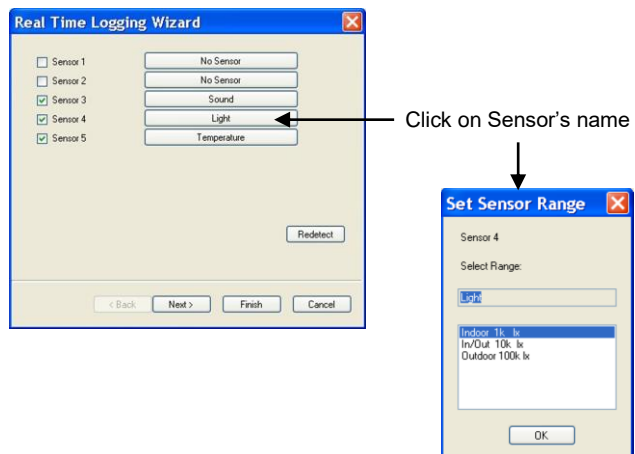 Real Time Logging Wizard
Sensor 1 No Sensor
Sensor 2 No Sensor
Sensor 3 Sound
Sensor 4 Light
Sensor 5 Temperature
Redetect
< Back Next > Finish Cancel
Click on Sensor's name
Set Sensor Range
Sensor 4
Select Range:
Light
Indoor 1k lx
In/Out 10k lx
Outdoor 100k lx
OK